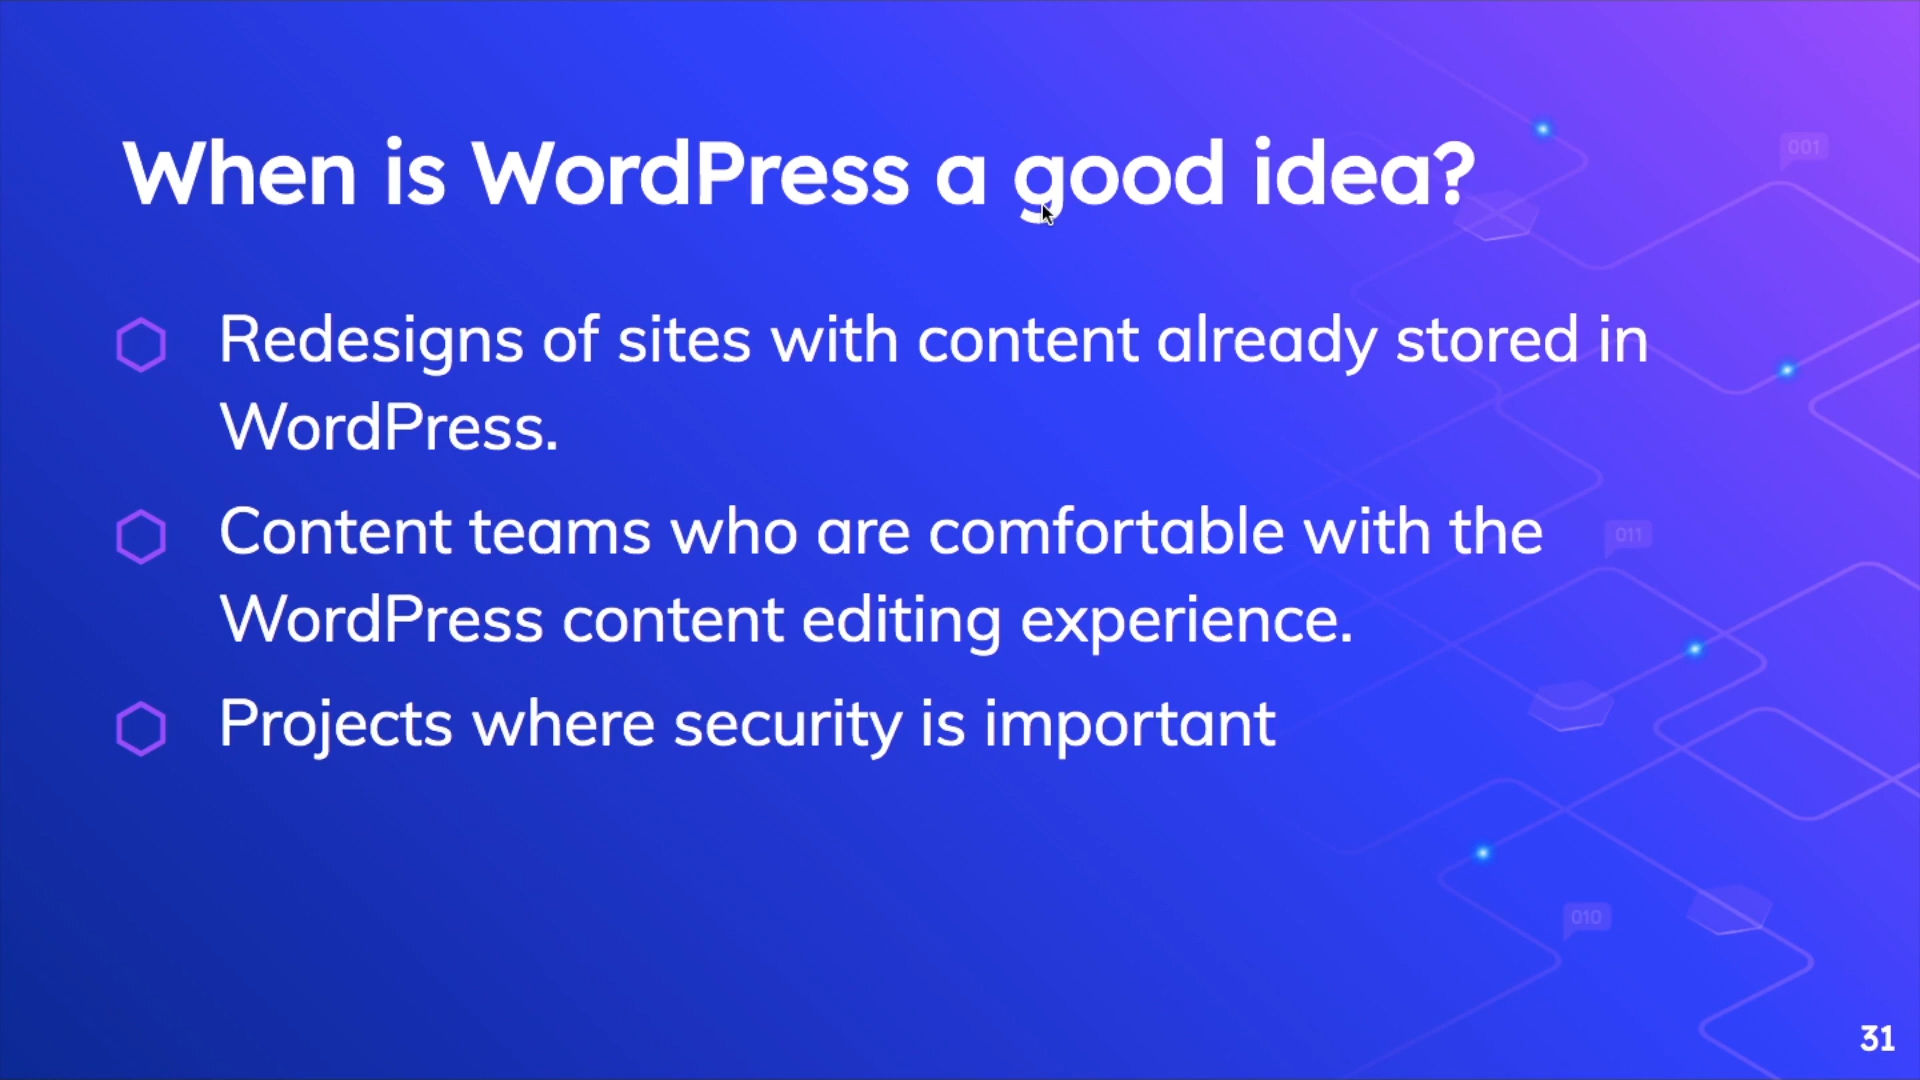 When is WordPress a good idea?
001
Redesigns of sites with content already stored in
WordPress.
Content teams who are comfortable with the
011
WordPress content editing experience.
Projects where security is important
010
31